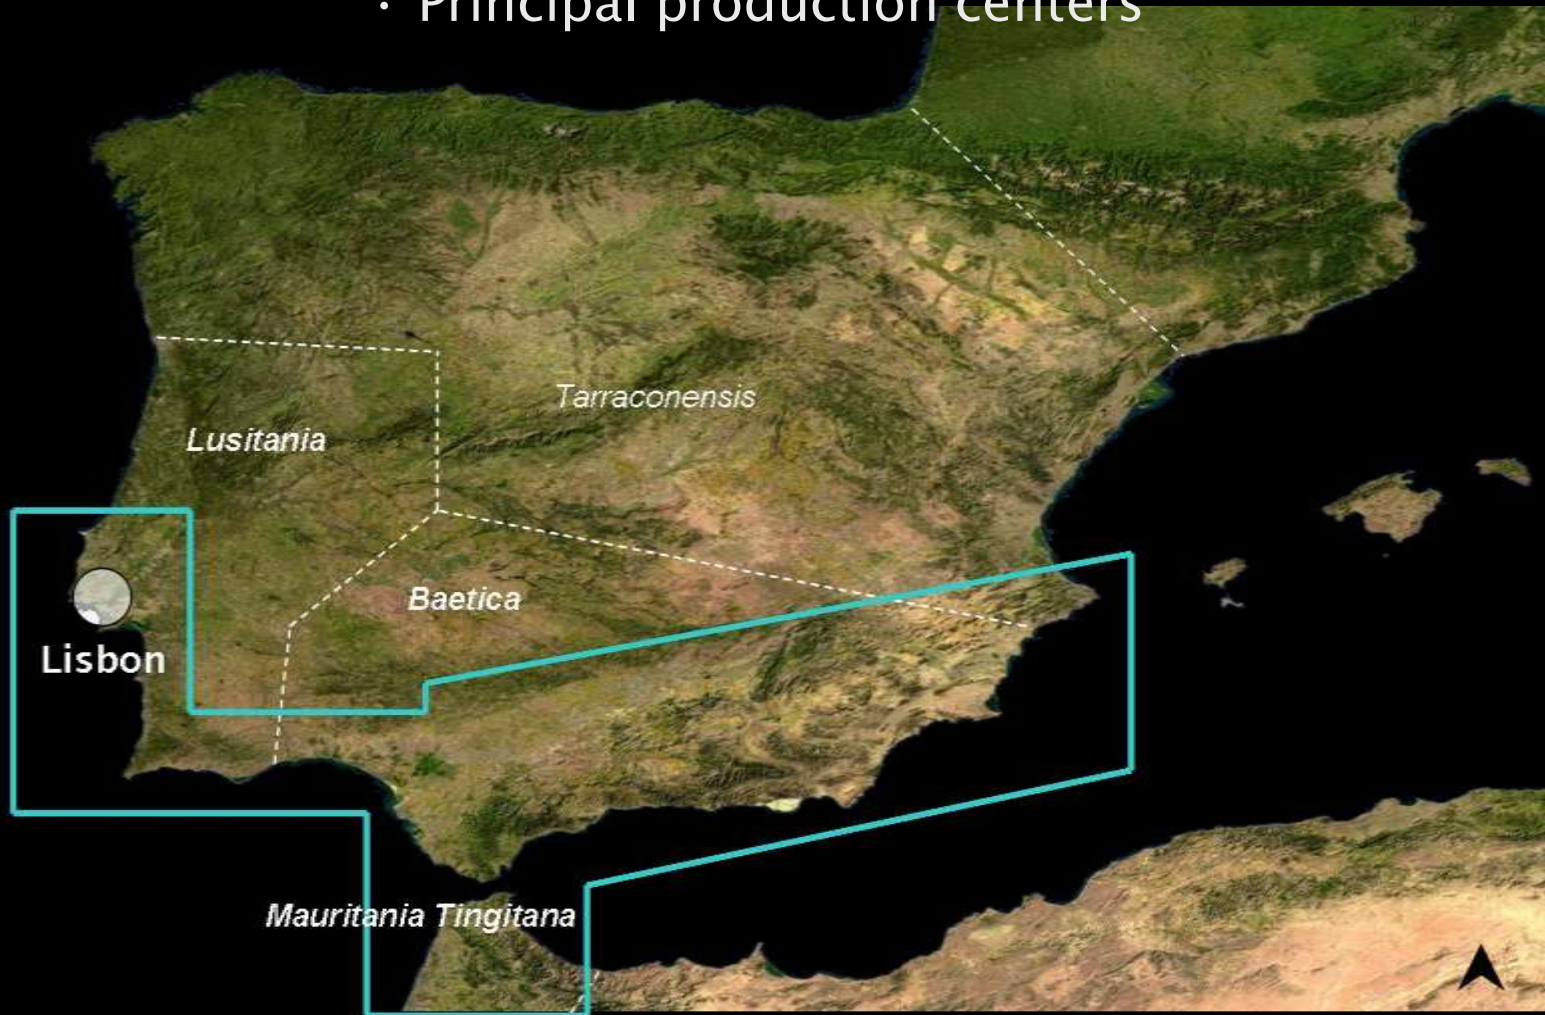 • Principal production centers
Tarraconensis
Lusitania
Baetica
Lisbon
Mauritania Tingitana